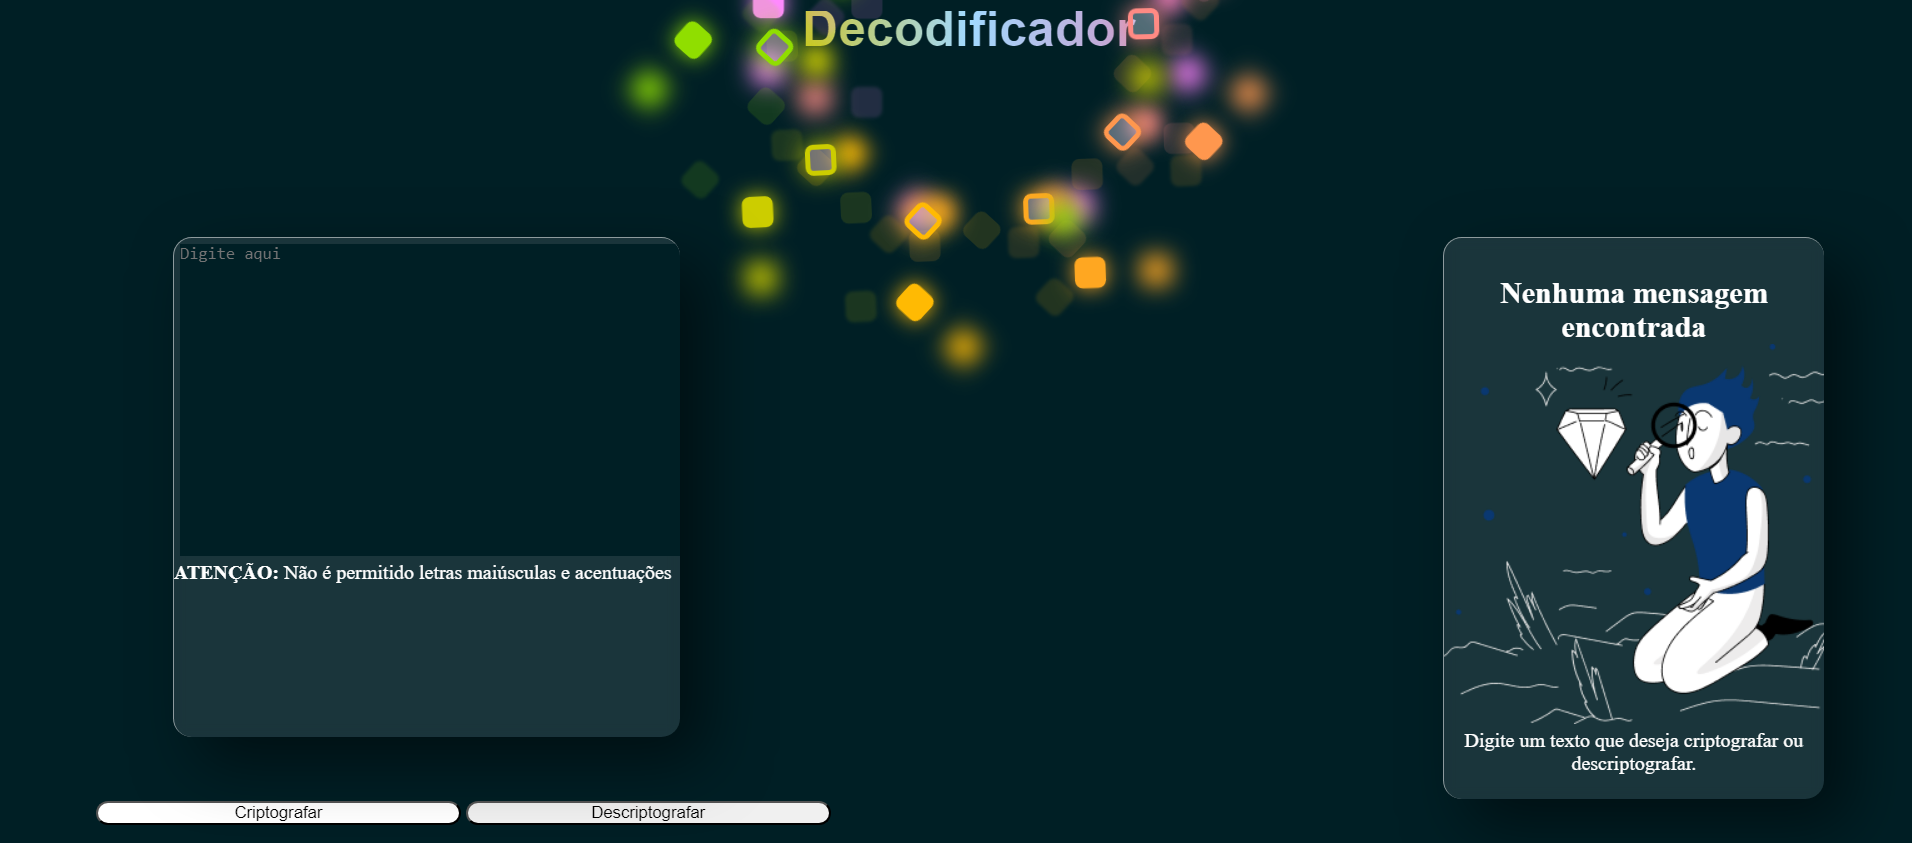 Decodificador
Digite aqui
ATENÇÃO: Não é permitido letras maiúsculas e acentuações
Criptografar
Descriptografar
Nenhuma mensagem
encontrada
Digite um texto que deseja criptografar ou
descriptografar.